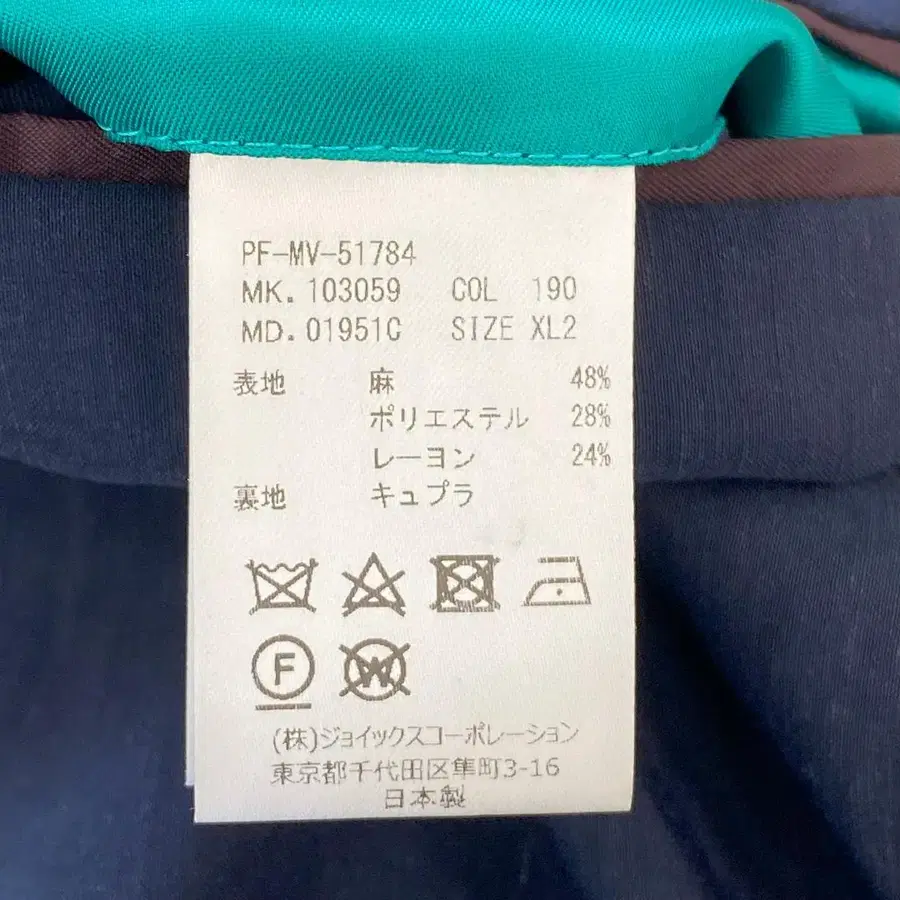 PF-MV-51784
MK. 103059 COL 190
MD. 01951C SIZE XL2
表地 麻 48%
ポリエステル 28%
レーヨン 24%
裏地 キュプラ
F W
(株)ジョイックスコーポレーション
東京都千代田区隼町3-16
日本製